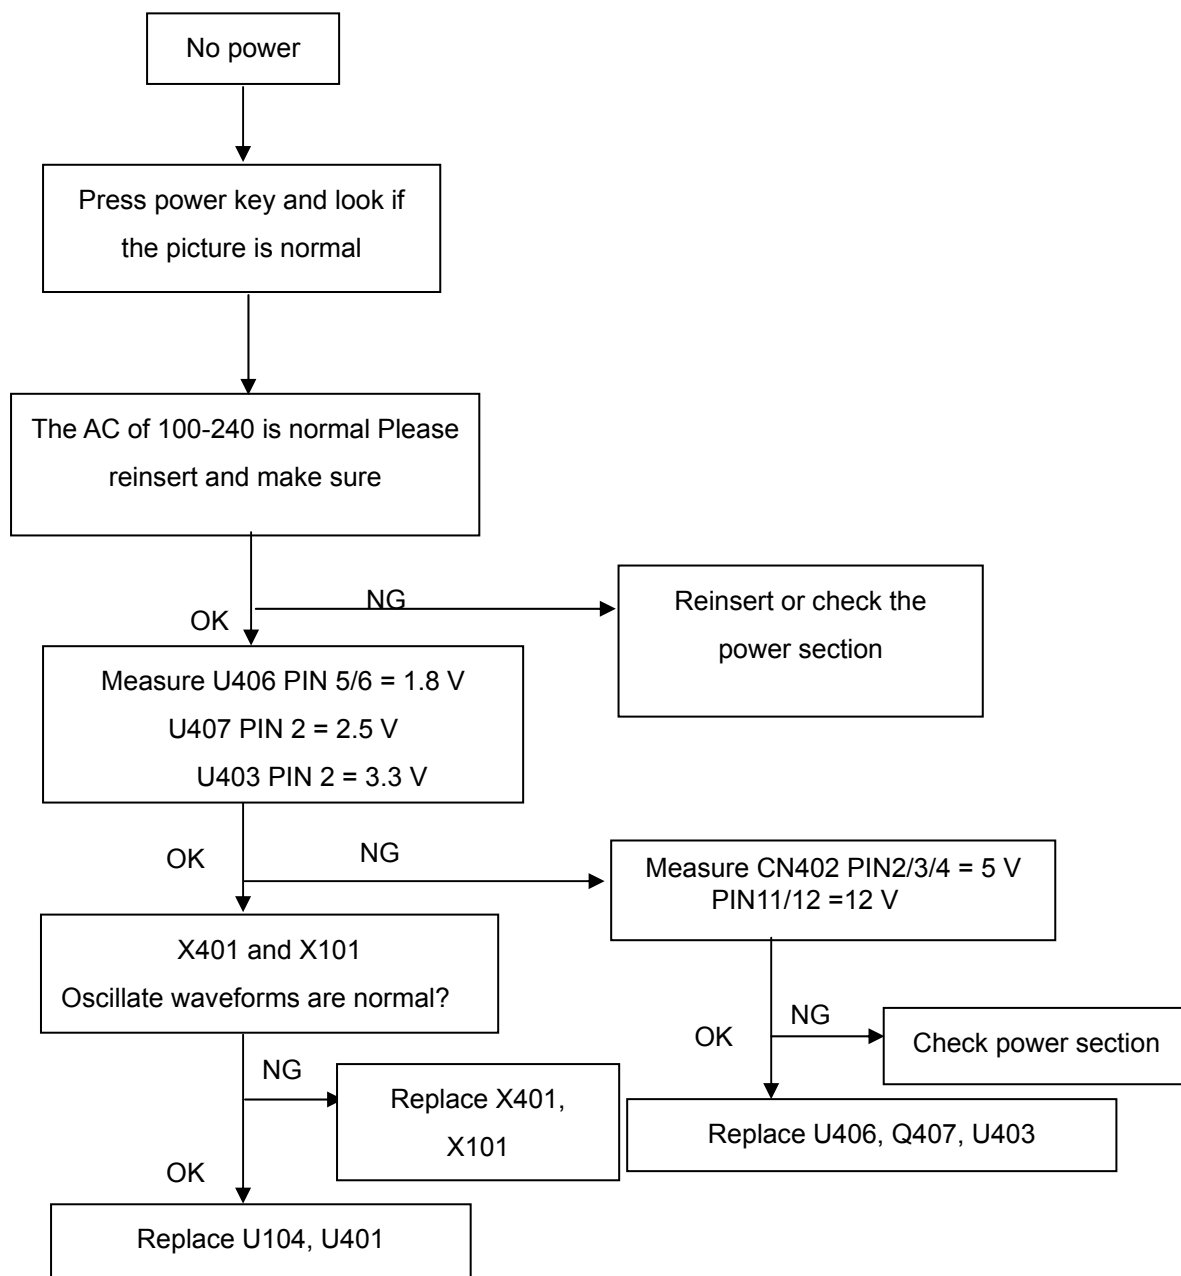 No power
Press power key and look if
the picture is normal
The AC of 100-240 is normal Please
reinsert and make sure
NG
OK
Reinsert or check the
power section
Measure U406 PIN 5/6 = 1.8 V
U407 PIN 2 = 2.5 V
U403 PIN 2 = 3.3 V
OK
NG
Measure CN402 PIN2/3/4 = 5 V
PIN11/12 =12 V
X401 and X101
Oscillate waveforms are normal?
OK
NG
Check power section
NG
Replace X401,
X101
Replace U406, Q407, U403
OK
Replace U104, U401